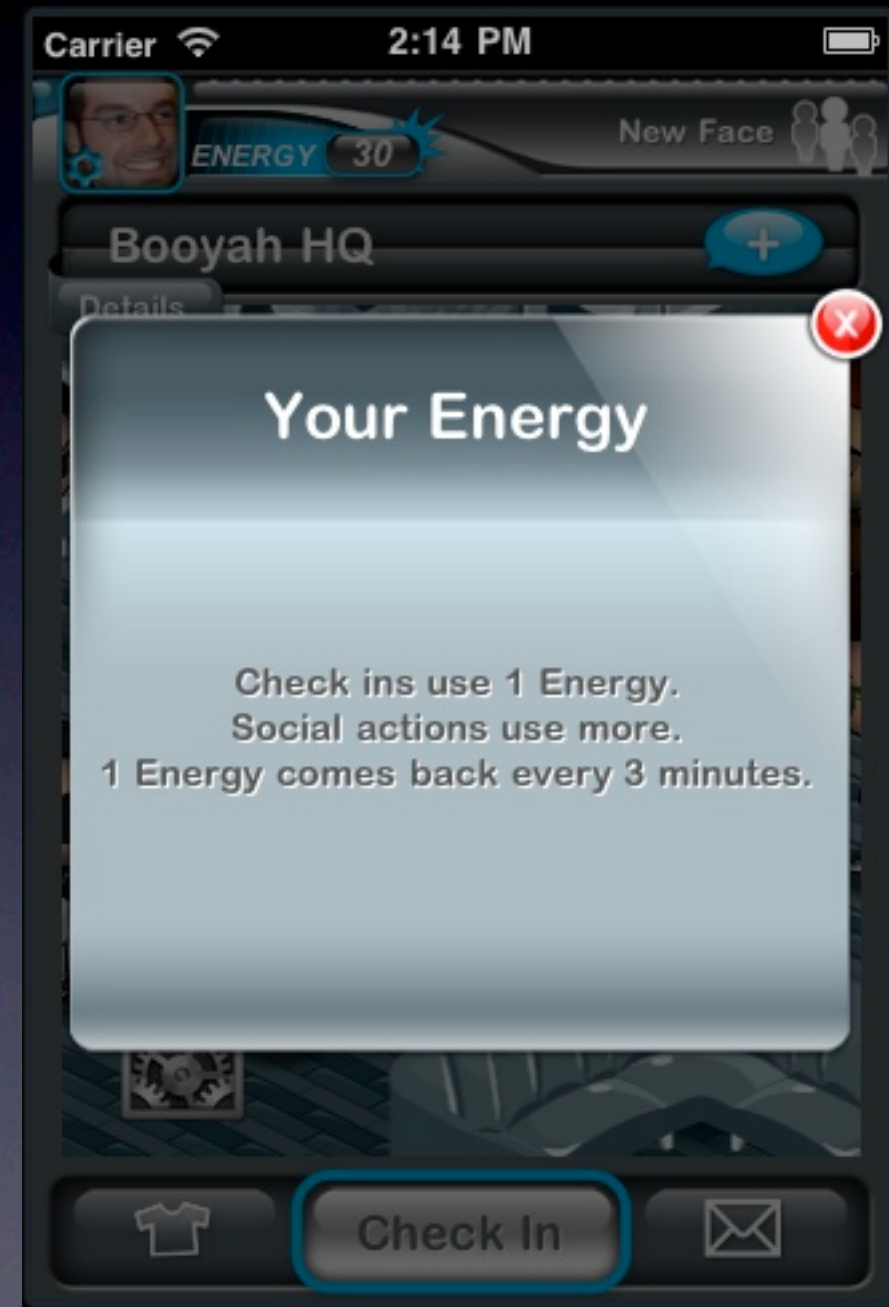 Carrier 2:14 PM
ENERGY 30 New Face
Booyah HQ +
Details
X
Your Energy
Check ins use 1 Energy.
Social actions use more.
1 Energy comes back every 3 minutes.
Check In